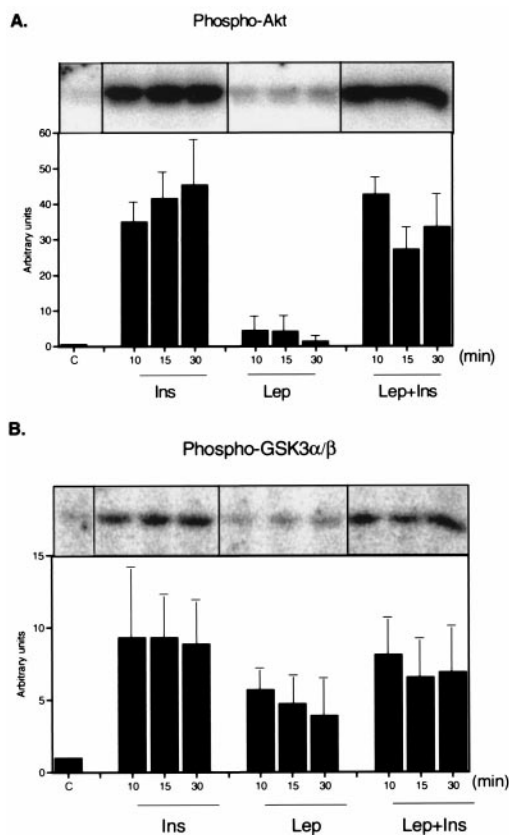 A.
Phospho-Akt
60
50
40
30
20
10
0
Arbitrary units
C 10 15 30 10 15 30 10 15 30 (min)
Ins Lep Lep+Ins
B.
Phospho-GSK3α/β
15
10
5
0
Arbitrary units
C 10 15 30 10 15 30 10 15 30 (min)
Ins Lep Lep+Ins